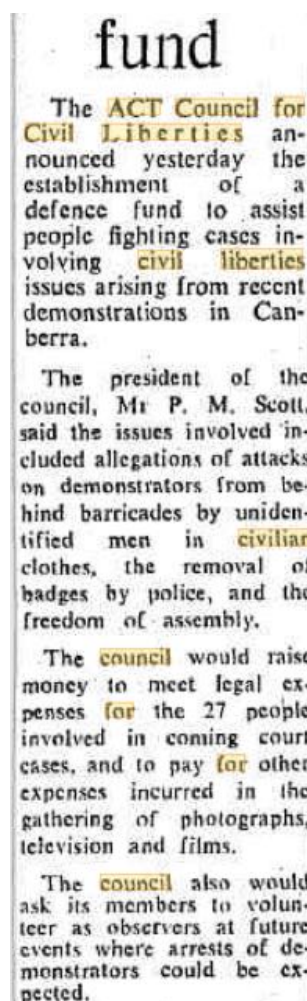 fund
The ACT Council for
Civil Liberties an-
nounced yesterday the
establishment of a
defence fund to assist
people fighting cases in-
volving civil liberties
issues arising from recent
demonstrations in Can-
berra.
The president of the
council, Mr P. M. Scott,
said the issues involved in-
cluded allegations of attacks
on demonstrators from be-
hind barricades by uniden-
tified men in civilian
clothes, the removal of
badges by police, and the
freedom of assembly.
The council would raise
money to meet legal ex-
penses for the 27 people
involved in coming court
cases, and to pay for other
expenses incurred in the
gathering of photographs,
television and films.
The council also would
ask its members to volun-
teer as observers at future
events where arrests of de-
monstrators could be ex-
pected.